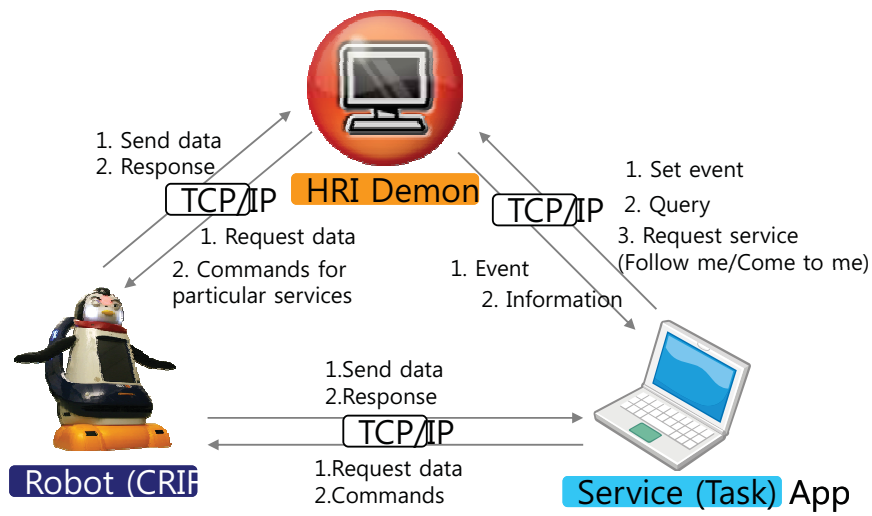 1. Send data
2. Response
TCP/IP
HRI Demon
1. Request data
2. Commands for
particular services
TCP/IP
1. Set event
2. Query
3. Request service
(Follow me/Come to me)
1. Event
2. Information
1.Send data
2.Response
TCP/IP
1.Request data
2.Commands
Robot (CRIF
Service (Task) App